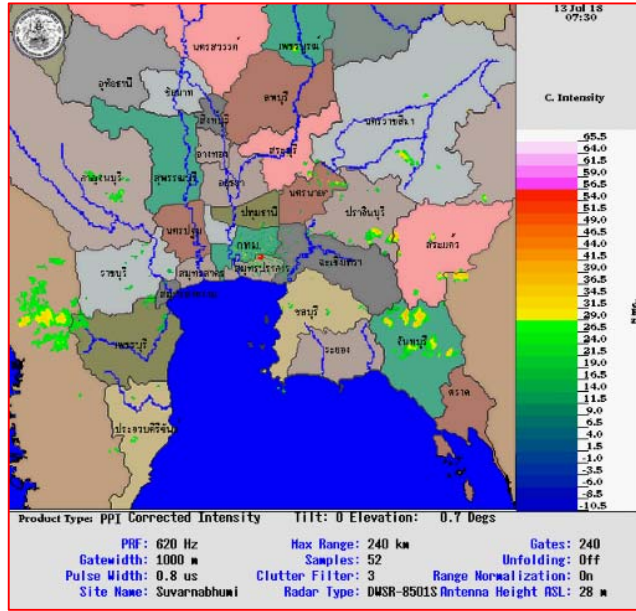 13 Jul 18
07:30
C. Intensity
นครสวรรค์
เพชรบูรณ์
อุทัยธานี
ชัยนาท
ลพบุรี
สิงห์บุรี
นครราชสีมา
อ่างทอง
สระบุรี
กาญจนบุรี
สุพรรณบุรี
อยุธยา
นครนายก
ปราจีนบุรี
ปทุมธานี
นครปฐม
กทม.
สระแก้ว
ฉะเชิงเทรา
สมุทรปราการ
ราชบุรี
สมุทรสาคร
ชลบุรี
จันทบุรี
เพชรบุรี
ระยอง
ตราด
ประจวบคีรีขันธ์
65.5
64.0
61.5
59.0
56.5
54.0
51.5
49.0
46.5
44.0
41.5
39.0
36.5
34.0
31.5
29.0
26.5
24.0
21.5
19.0
16.5
14.0
11.5
9.0
6.5
4.0
1.5
-1.0
-3.5
-6.0
-8.5
-10.5
Product Type: PPI Corrected Intensity Tilt: 0 Elevation: 0.7 Degs
PRF: 620 Hz Max Range: 240 km Gates: 240
Gatewidth: 1000 m Samples: 52 Unfolding: Off
Pulse Width: 0.8 us Clutter Filter: 3 Range Normalization: On
Site Name: Suvarnabhumi Radar Type: DWSR-8501S Antenna Height ASL: 28 m